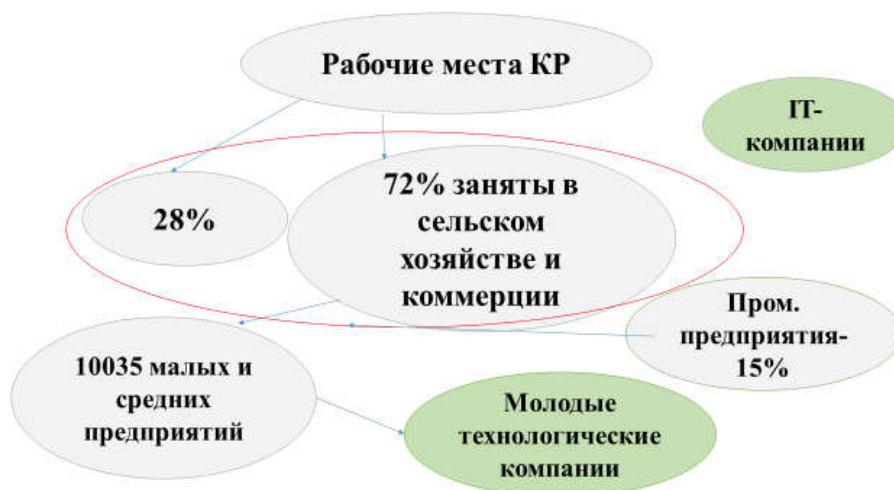 Рабочие места КР
IT-
компании
28%
72% заняты в
сельском
хозяйстве и
коммерции
Пром.
предприятия-
15%
10035 малых и
средних
предприятий
Молодые
технологические
компании